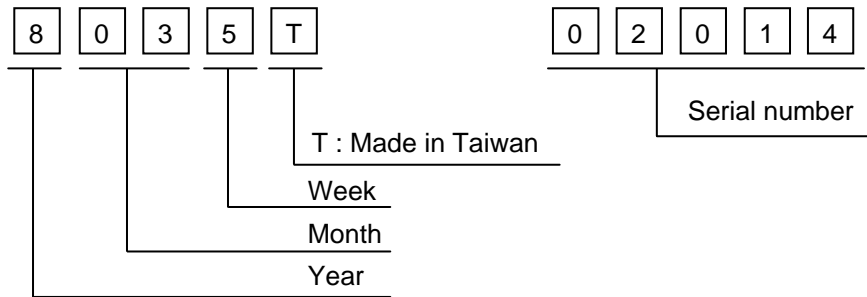 8 0 3 5 T 0 2 0 1 4
Serial number
T : Made in Taiwan
Week
Month
Year